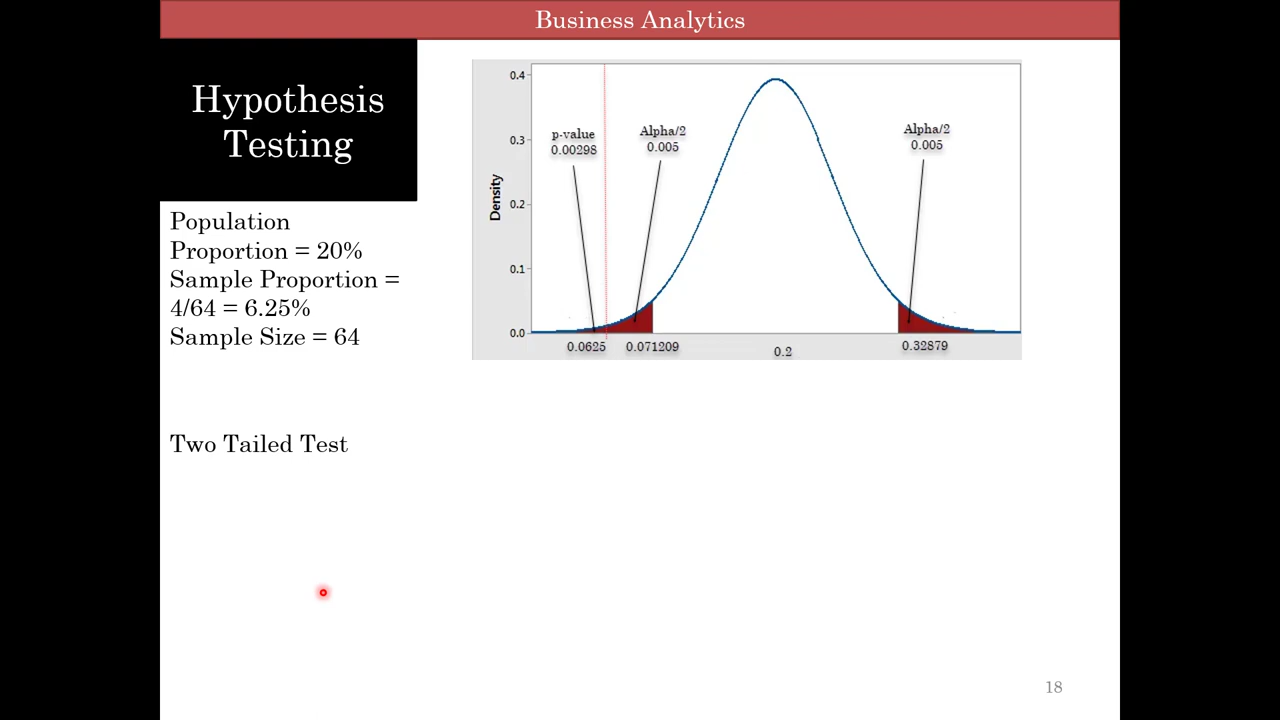 Business Analytics
Hypothesis
Testing
Population
Proportion = 20%
Sample Proportion =
4/64 = 6.25%
Sample Size = 64
Two Tailed Test
0.4
0.3
0.2
0.1
0.0
Density
p-value
0.00298
Alpha/2
0.005
Alpha/2
0.005
0.0625
0.071209
0.2
0.32879
18